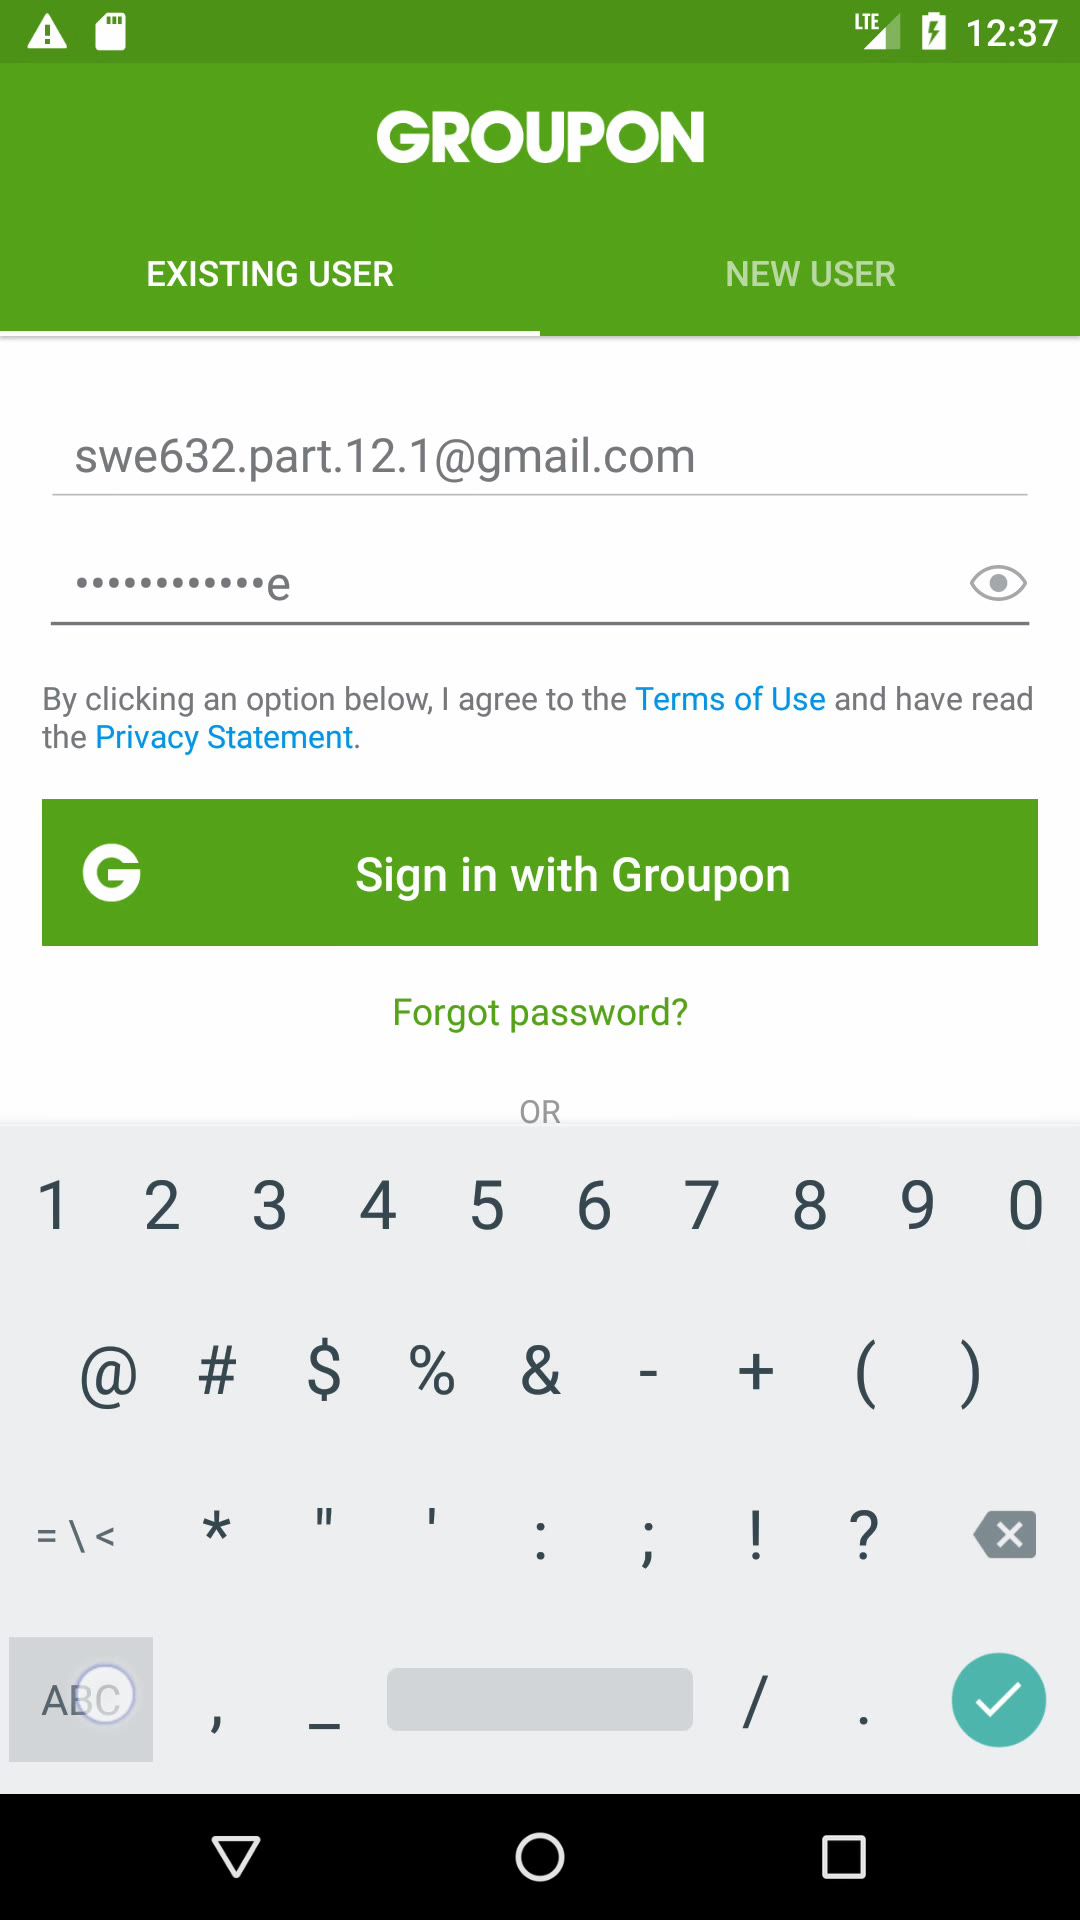 LTE 12:37
GROUPON
EXISTING USER NEW USER
swe632.part.12.1@gmail.com
••••••••••••e
By clicking an option below, I agree to the Terms of Use and have read
the Privacy Statement.
G Sign in with Groupon
Forgot password?
OR
1 2 3 4 5 6 7 8 9 0
@ # $ % & - + ( )
= \ < * " ' : ; ! ?
ABC , _ / .